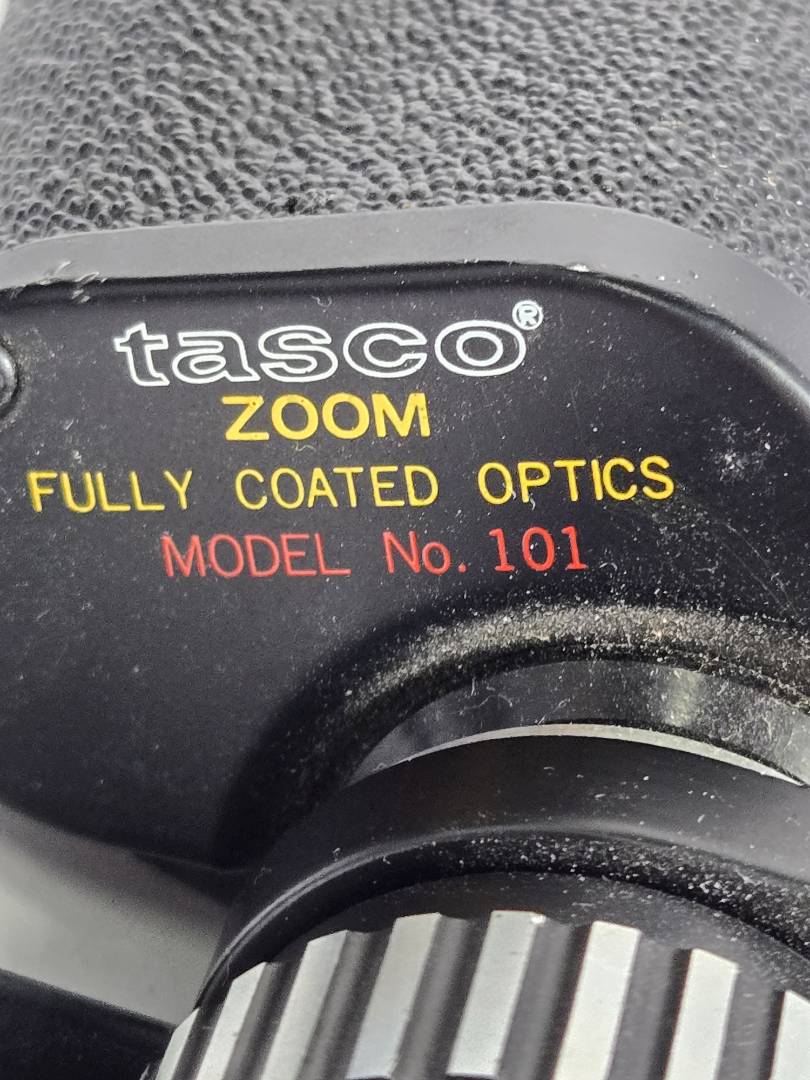 tasco®
ZOOM
FULLY COATED OPTICS
MODEL No. 101